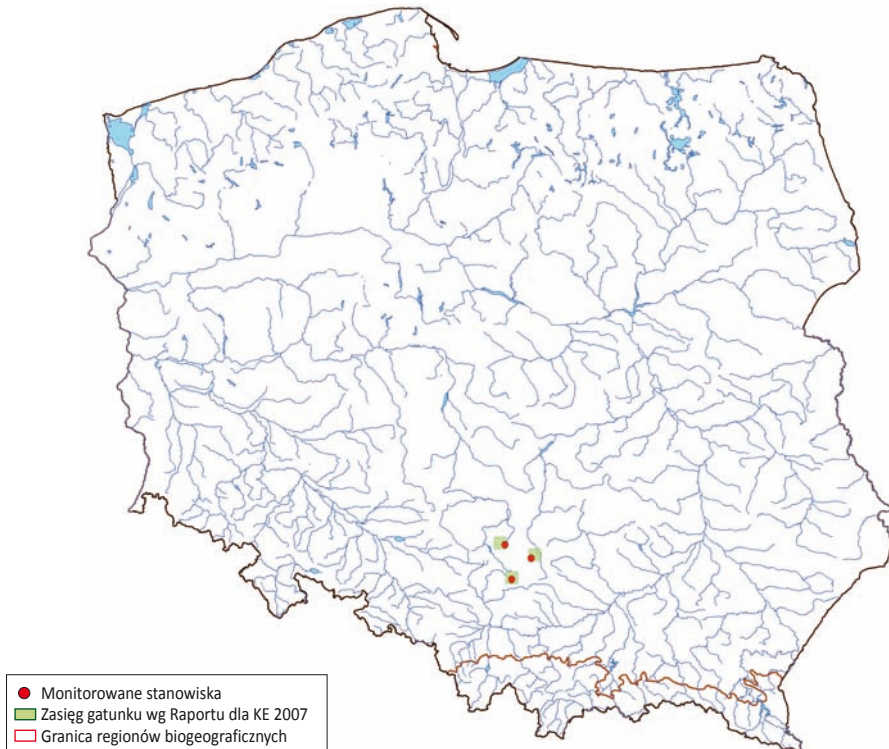 Monitorowane stanowiska
Zasięg gatunku wg Raportu dla KE 2007
Granica regionów biogeograficznych